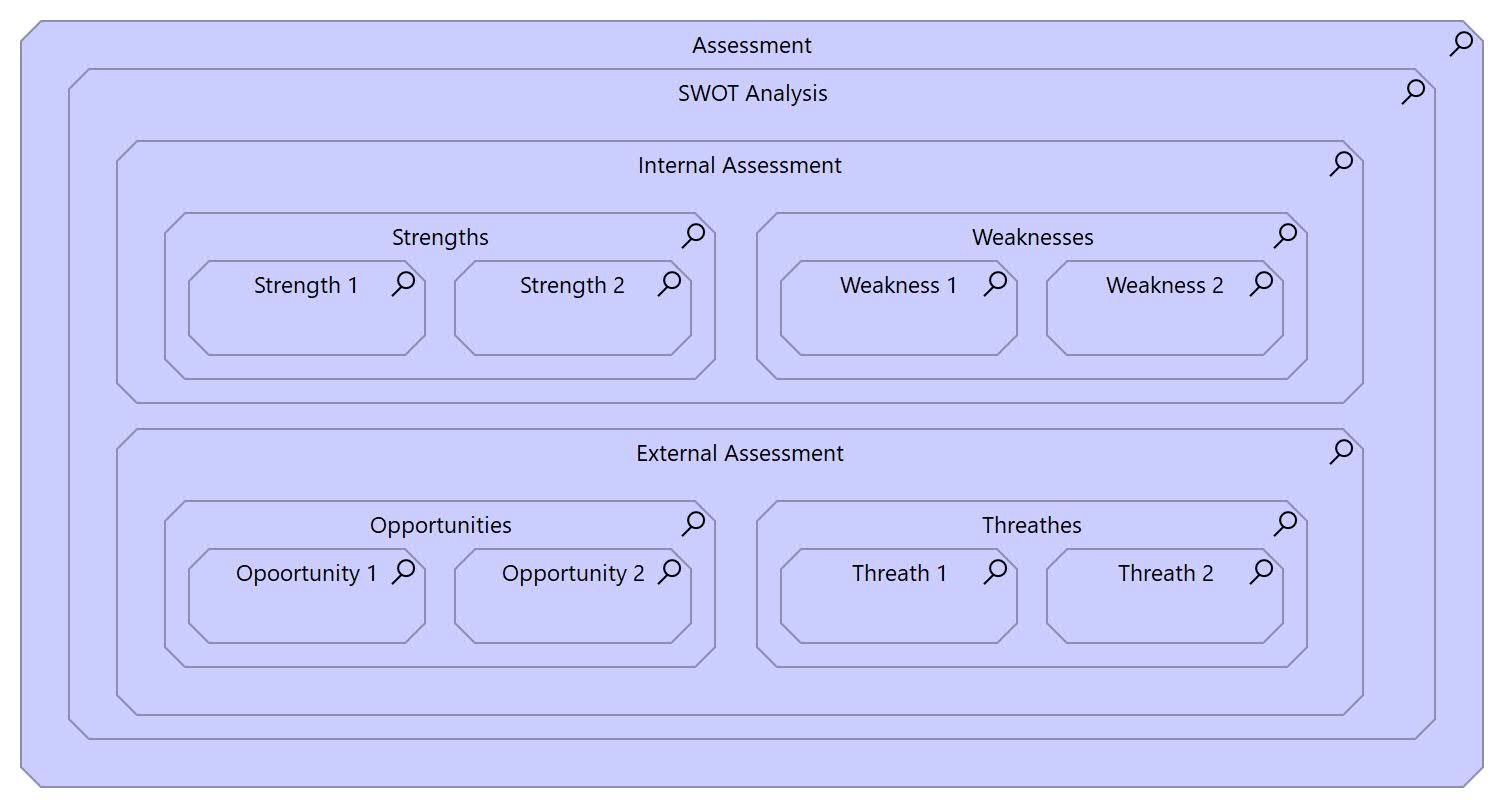 Assessment
SWOT Analysis
Internal Assessment
Strengths
Weaknesses
Strength 1
Strength 2
Weakness 1
Weakness 2
External Assessment
Opportunities
Threathes
Opoortunity 1
Opportunity 2
Threath 1
Threath 2